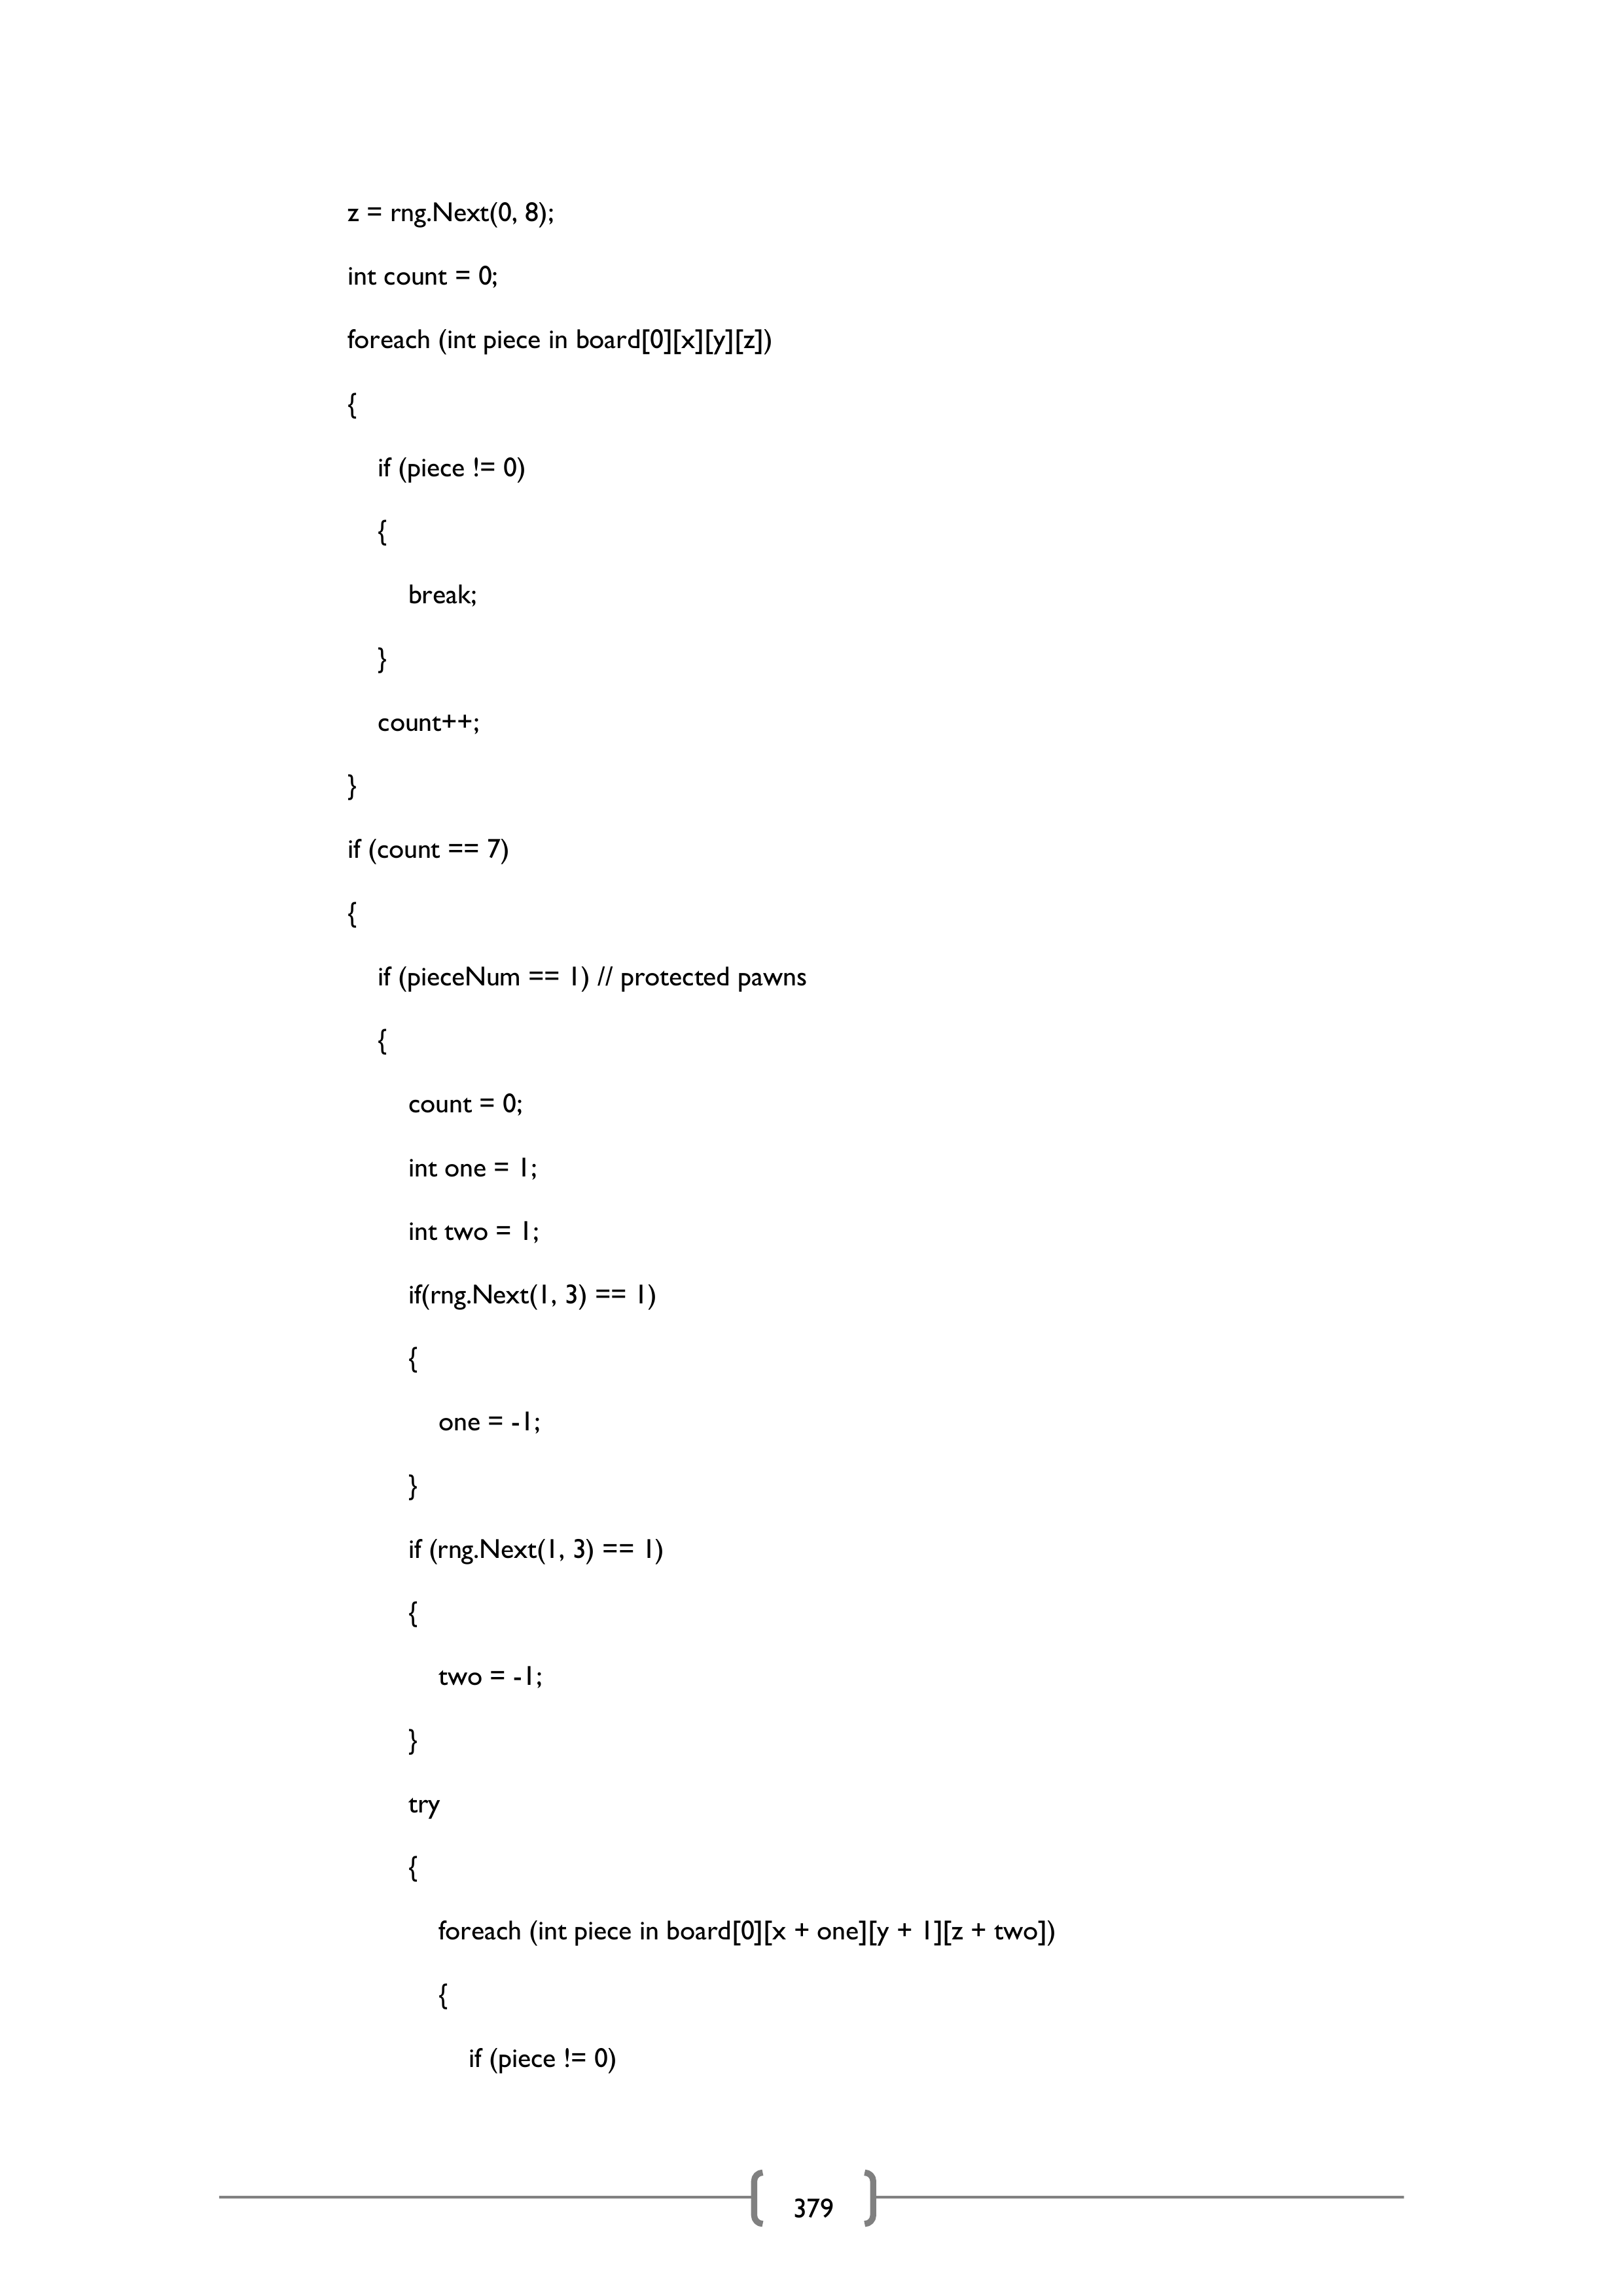 z = rng.Next(0, 8);
int count = 0;
foreach (int piece in board[0][x][y][z])
{
if (piece != 0)
{
break;
}
count++;
}
if (count == 7)
{
if (pieceNum == 1) // protected pawns
{
count = 0;
int one = 1;
int two = 1;
if(rng.Next(1, 3) == 1)
{
one = -1;
}
if (rng.Next(1, 3) == 1)
{
two = -1;
}
try
{
foreach (int piece in board[0][x + one][y + 1][z + two])
{
if (piece != 0)
379